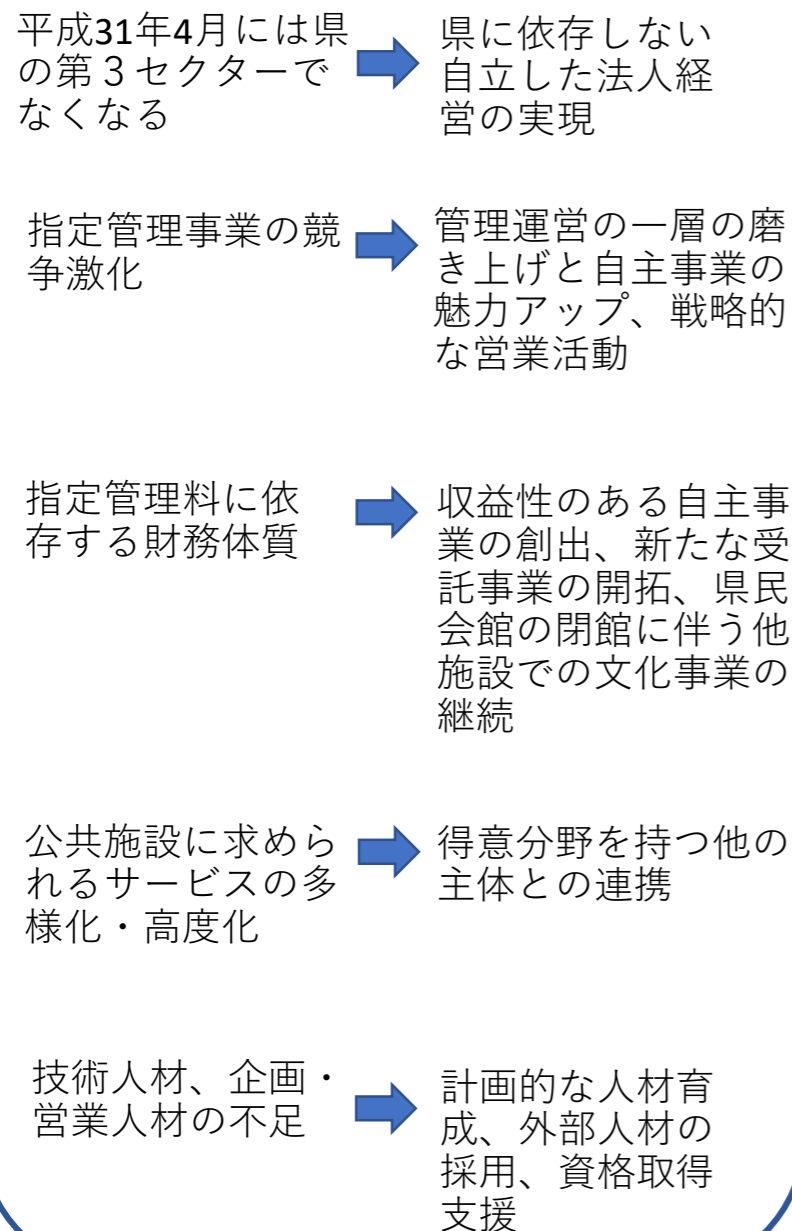 平成31年4月には県
の第３セクターで
なくなる
県に依存しない
自立した法人経
営の実現
指定管理事業の競
争激化
管理運営の一層の磨
き上げと自主事業の
魅力アップ、戦略的
な営業活動
指定管理料に依
存する財務体質
収益性のある自主事
業の創出、新たな受
託事業の開拓、県民
会館の閉館に伴う他
施設での文化事業の
継続
公共施設に求めら
れるサービスの多
様化・高度化
得意分野を持つ他の
主体との連携
技術人材、企画・
営業人材の不足
計画的な人材育
成、外部人材の
採用、資格取得
支援